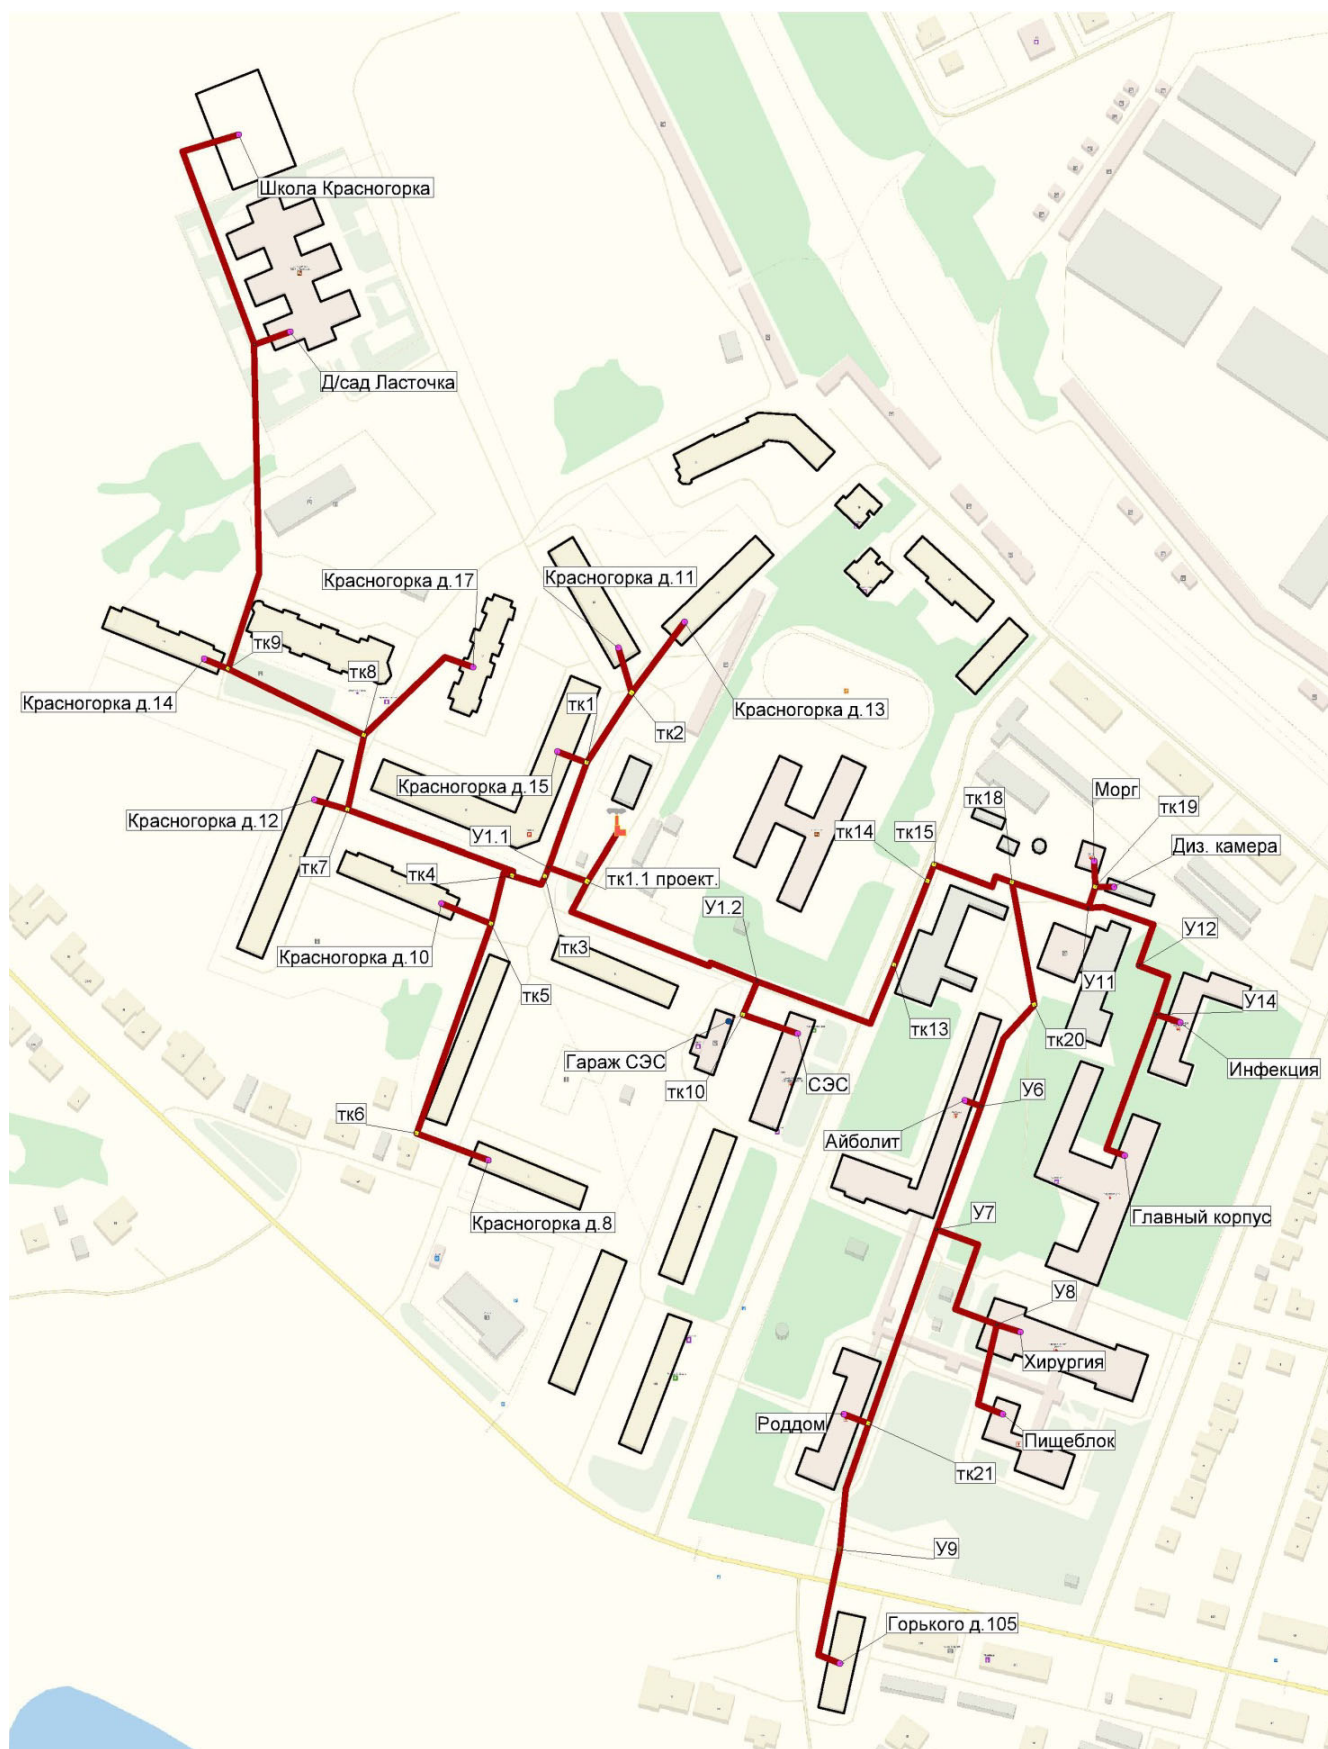 Школа Красногорка
Д/сад Ласточка
Красногорка д.17
Красногорка д.11
тк9
тк8
Красногорка д.14
тк1
тк2
Красногорка д.13
Красногорка д.15
Красногорка д.12
У1.1
тк7
тк4
тк1.1 проект.
тк14
тк15
тк18
Морг
тк19
Диз. камера
Красногорка д.10
тк3
тк5
У1.2
У12
У11
У14
тк13
тк20
Инфекция
Гараж СЭС
тк10
СЭС
У6
Айболит
тк6
Красногорка д.8
У7
Главный корпус
У8
Хирургия
Роддом
Пищеблок
тк21
У9
Горького д.105